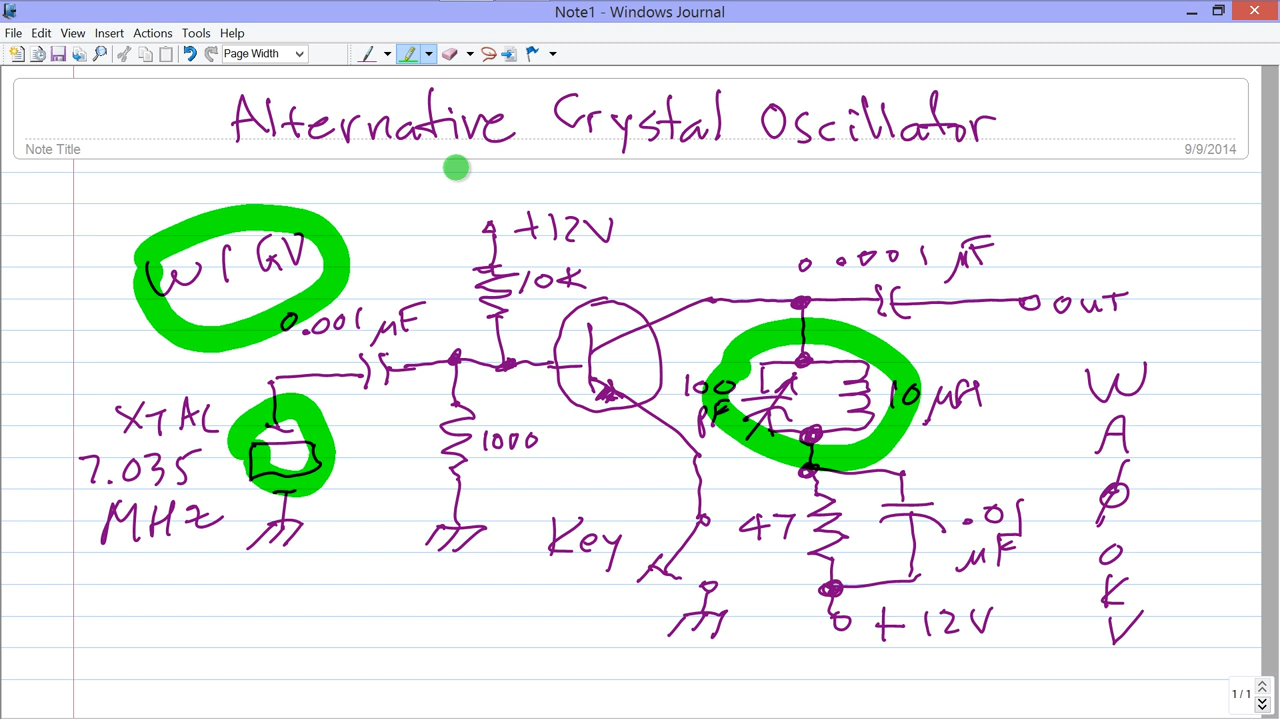 Note1 - Windows Journal
File Edit View Insert Actions Tools Help
Page Width
Alternative Crystal Oscillator
Note Title
9/9/2014
W1GV
+12V
10K
0.001 μF
0.001 μF
OUT
XTAL
7.035
MHz
1000
100
pF
10 μH
Key
47
.01
μF
+12V
W
A
Ø
O
K
V
1 / 1